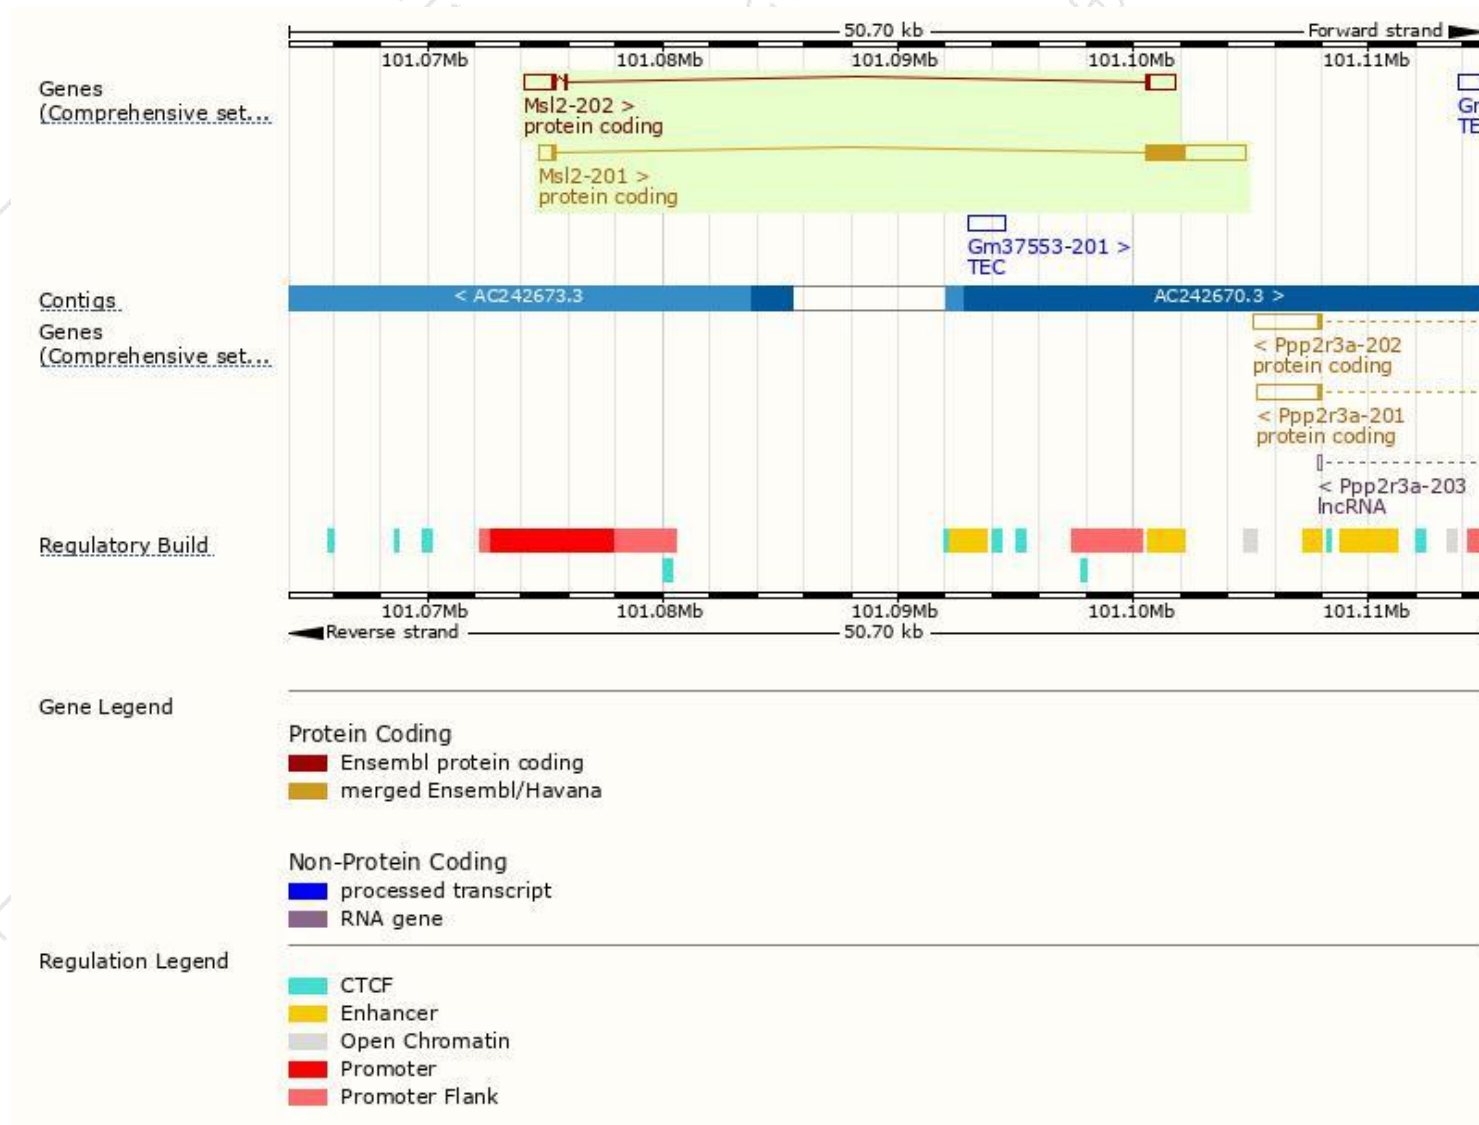 50.70 kb
Forward strand
101.07Mb 101.08Mb 101.09Mb 101.10Mb 101.11Mb
Genes
(Comprehensive set...
Msl2-202 >
protein coding
Gr
TE
Msl2-201 >
protein coding
Gm37553-201 >
TEC
Contigs
< AC242673.3
AC242670.3 >
Genes
(Comprehensive set...
< Ppp2r3a-202
protein coding
< Ppp2r3a-201
protein coding
< Ppp2r3a-203
lncRNA
Regulatory Build
101.07Mb 101.08Mb 101.09Mb 101.10Mb 101.11Mb
Reverse strand
50.70 kb
Gene Legend
Protein Coding
Ensembl protein coding
merged Ensembl/Havana
Non-Protein Coding
processed transcript
RNA gene
Regulation Legend
CTCF
Enhancer
Open Chromatin
Promoter
Promoter Flank